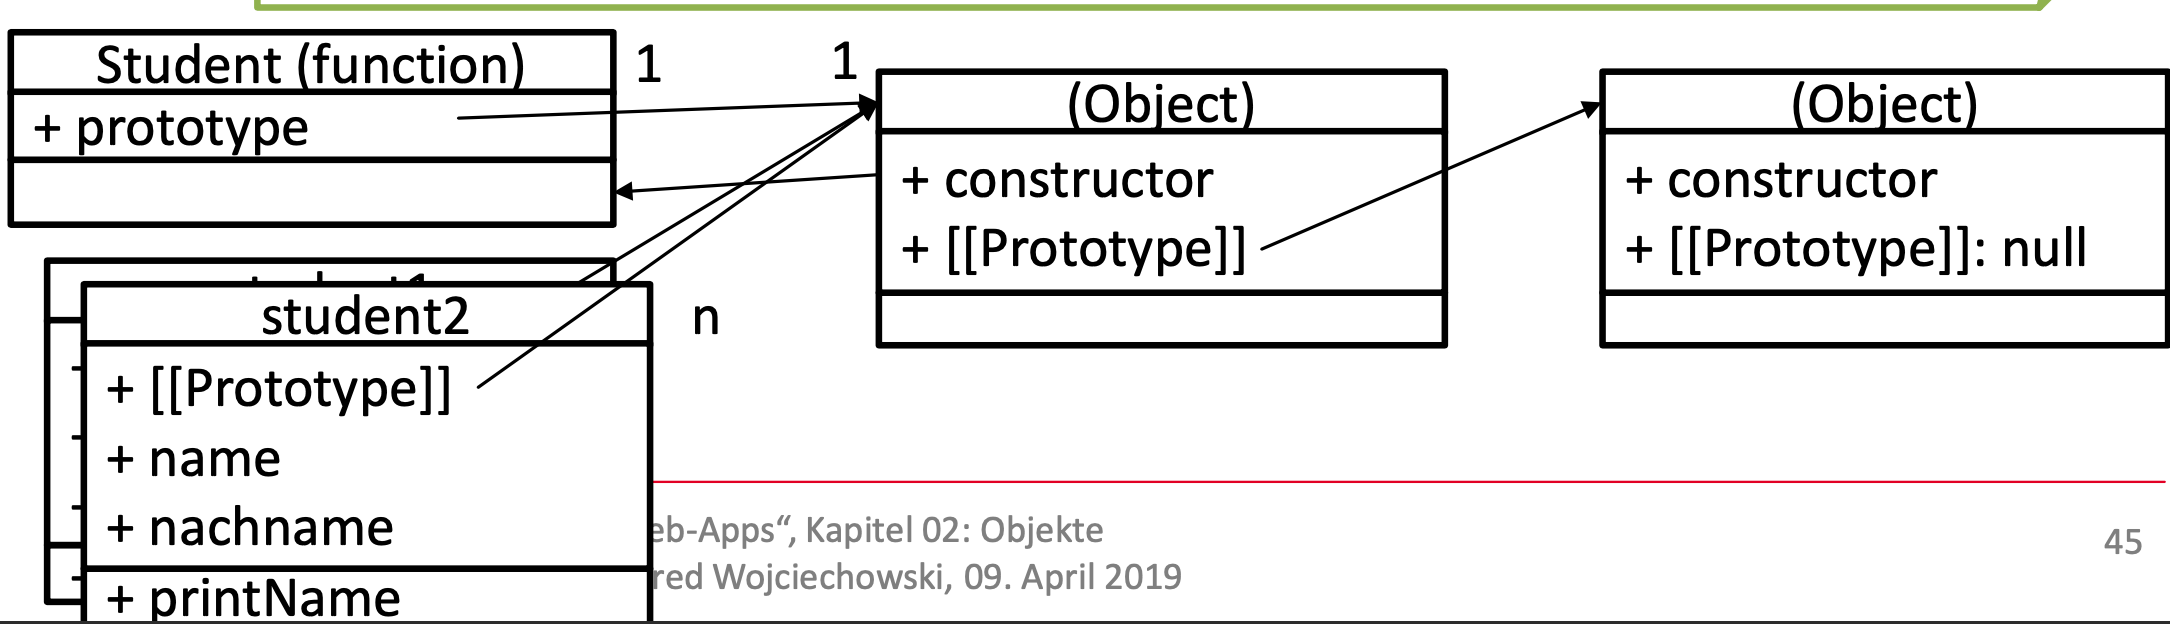 Student (function)
+ prototype
1
1
(Object)
+ constructor
+ [[Prototype]]
(Object)
+ constructor
+ [[Prototype]]: null
student2
+ [[Prototype]]
+ name
+ nachname
+ printName
n
eb-Apps“, Kapitel 02: Objekte
red Wojciechowski, 09. April 2019
45